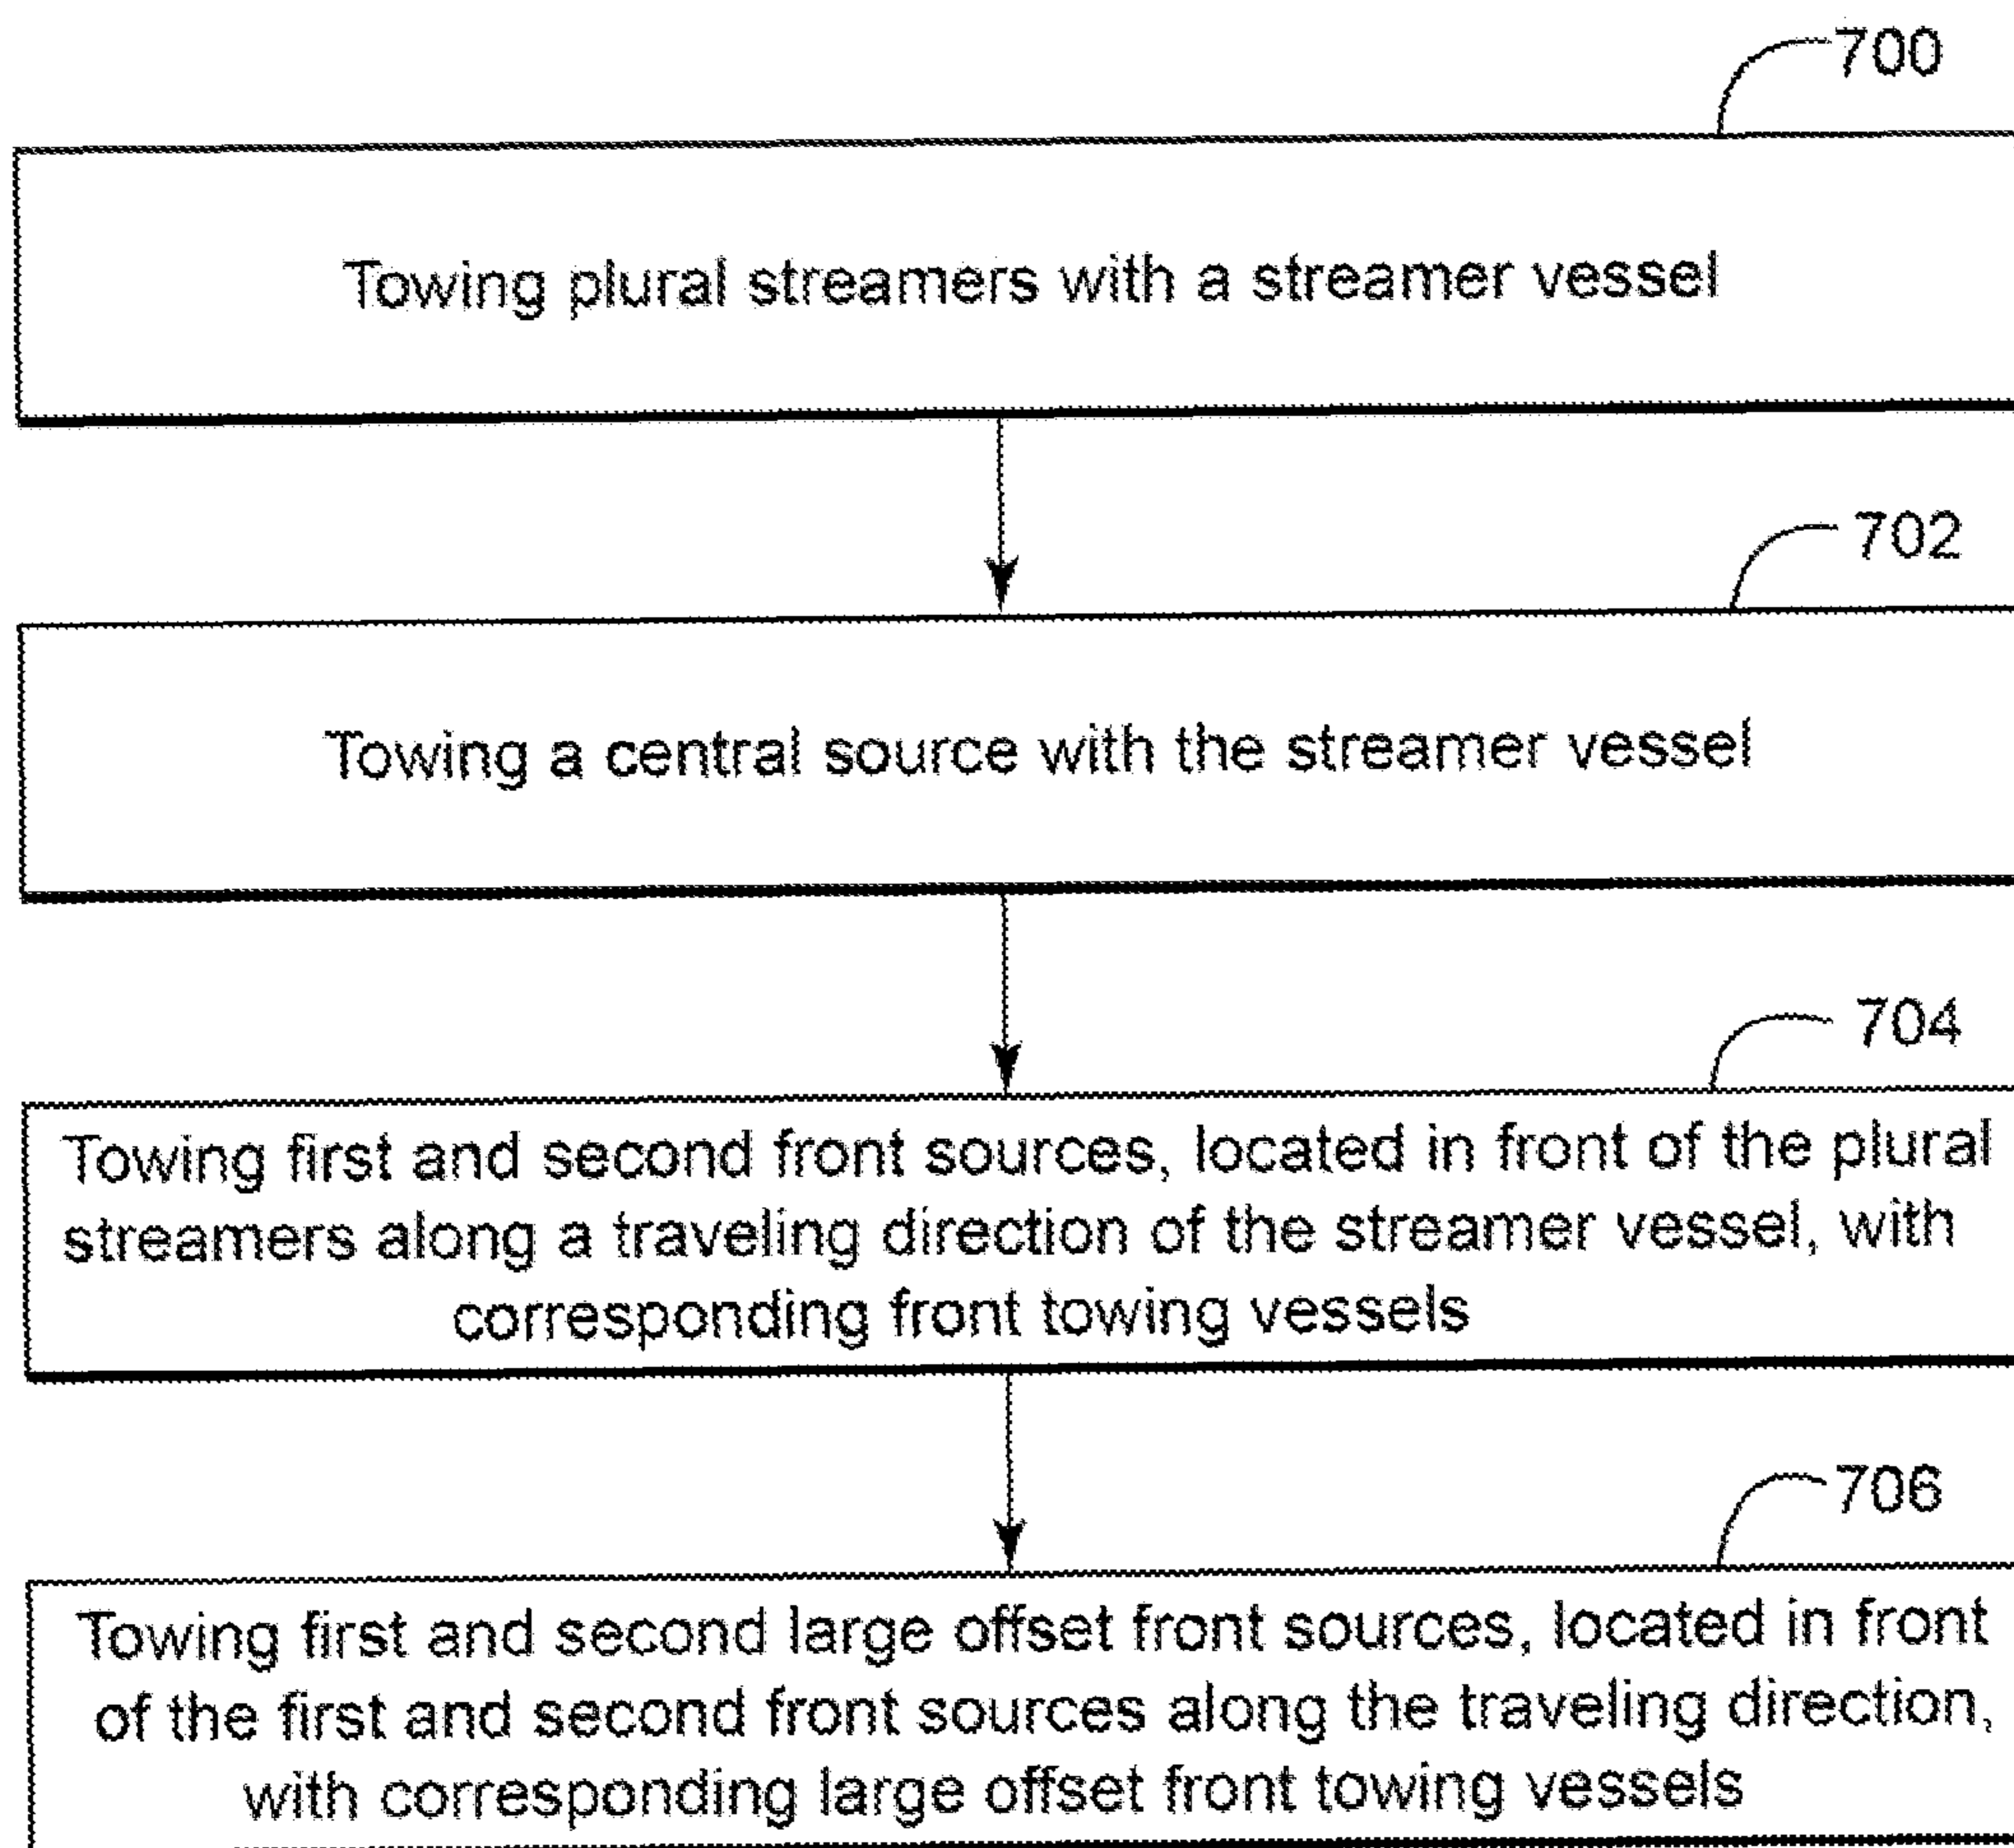 700
Towing plural streamers with a streamer vessel
702
Towing a central source with the streamer vessel
704
Towing first and second front sources, located in front of the plural
streamers along a traveling direction of the streamer vessel, with
corresponding front towing vessels
706
Towing first and second large offset front sources, located in front
of the first and second front sources along the traveling direction,
with corresponding large offset front towing vessels